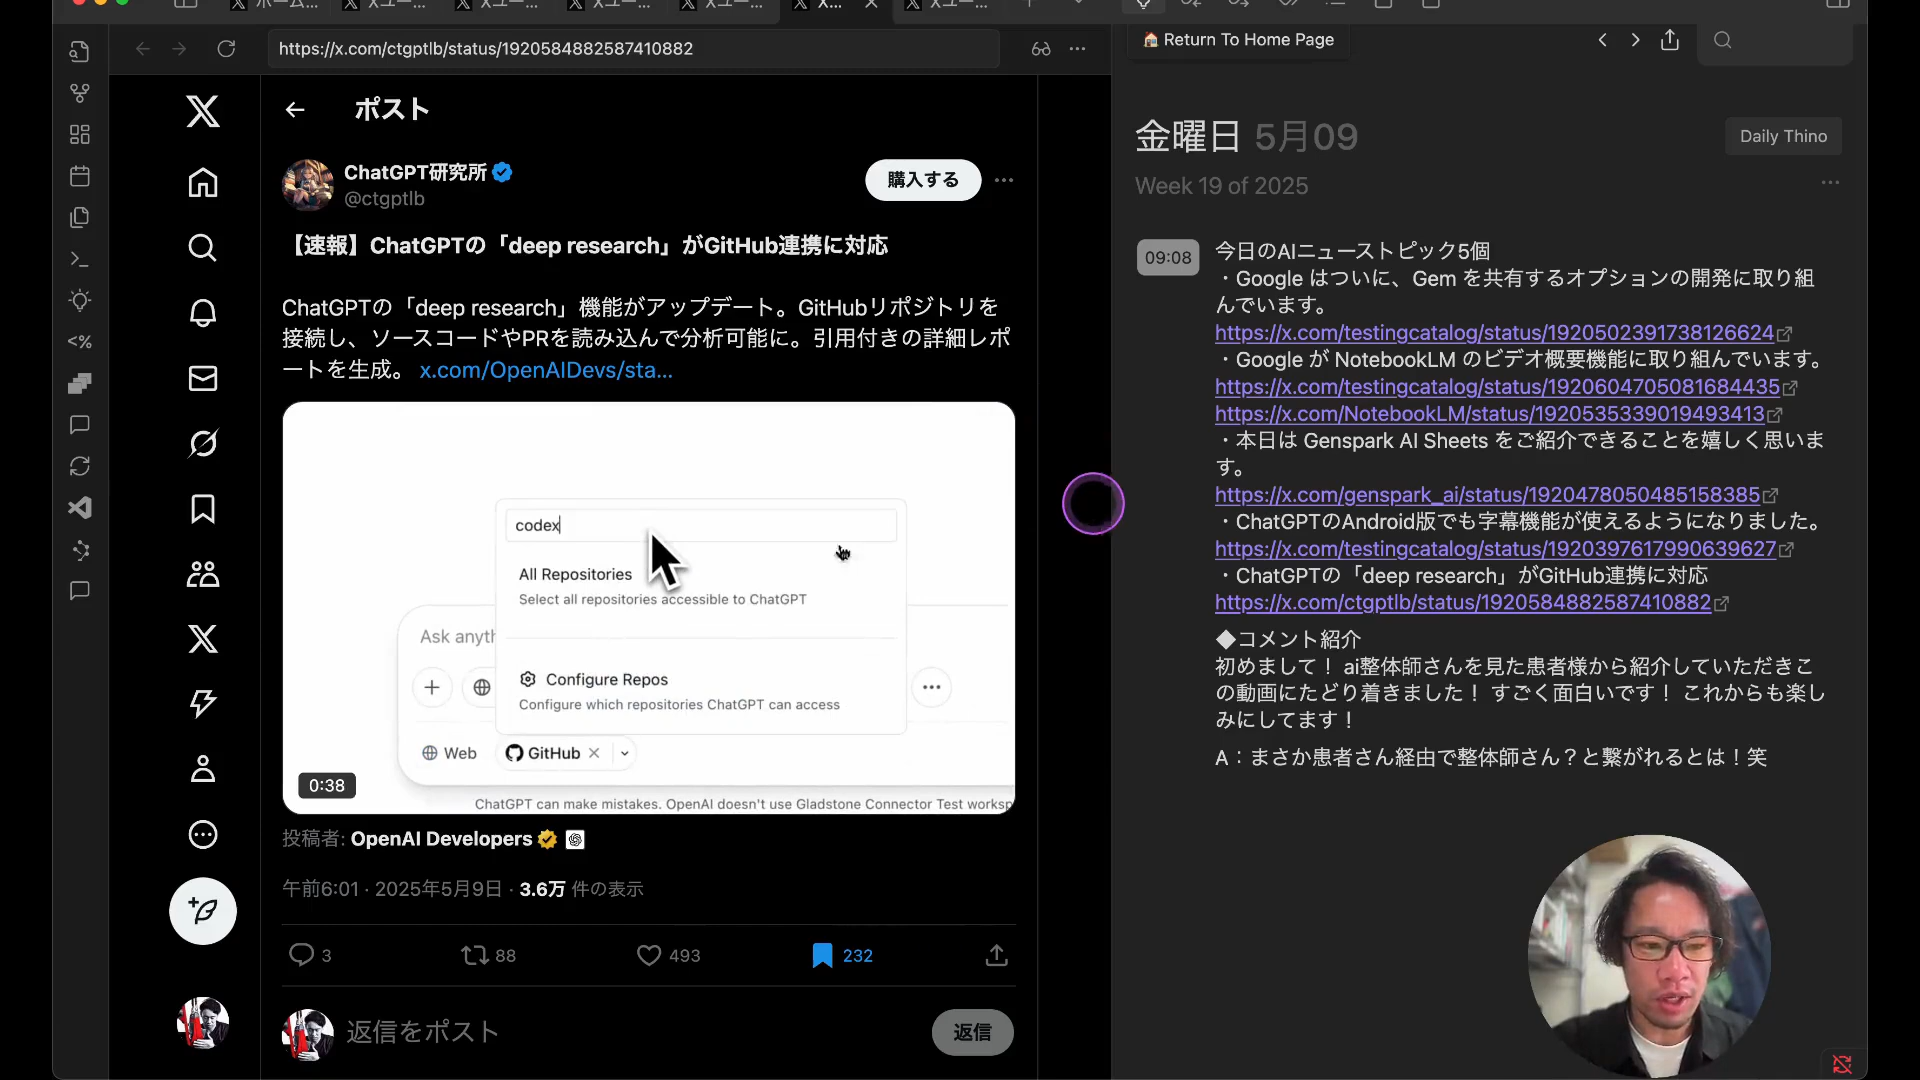 https://x.com/ctgptlb/status/1920584882587410882
ポスト
ChatGPT研究所
@ctgptlb
購入する
【速報】ChatGPTの「deep research」がGitHub連携に対応
ChatGPTの「deep research」機能がアップデート。GitHubリポジトリを
接続し、ソースコードやPRを読み込んで分析可能に。引用付きの詳細レポ
ートを生成。 x.com/OpenAIDevs/sta…
codex
All Repositories
Select all repositories accessible to ChatGPT
Ask anyth
Configure Repos
Configure which repositories ChatGPT can access
Web
GitHub
0:38
ChatGPT can make mistakes. OpenAI doesn't use Gladstone Connector Test worksp
投稿者: OpenAI Developers
午前6:01 · 2025年5月9日 · 3.6万 件の表示
3
88
493
232
返信をポスト
返信
Return To Home Page
金曜日 5月09
Daily Thino
Week 19 of 2025
09:08
今日のAIニューストピック5個
・Google はついに、Gem を共有するオプションの開発に取り組
んでいます。
https://x.com/testingcatalog/status/1920502391738126624
・Google が NotebookLM のビデオ概要機能に取り組んでいます。
https://x.com/testingcatalog/status/1920604705081684435
https://x.com/NotebookLM/status/1920535339019493413
・本日は Genspark AI Sheets をご紹介できることを嬉しく思いま
す。
https://x.com/genspark_ai/status/1920478050485158385
・ChatGPTのAndroid版でも字幕機能が使えるようになりました。
https://x.com/testingcatalog/status/1920397617990639627
・ChatGPTの「deep research」がGitHub連携に対応
https://x.com/ctgptlb/status/1920584882587410882
◆コメント紹介
初めまして！ ai整体師さんを見た患者様から紹介していただきこ
の動画にたどり着きました！ すごく面白いです！ これからも楽し
みにしてます！
A：まさか患者さん経由で整体師さん？と繋がれるとは！笑